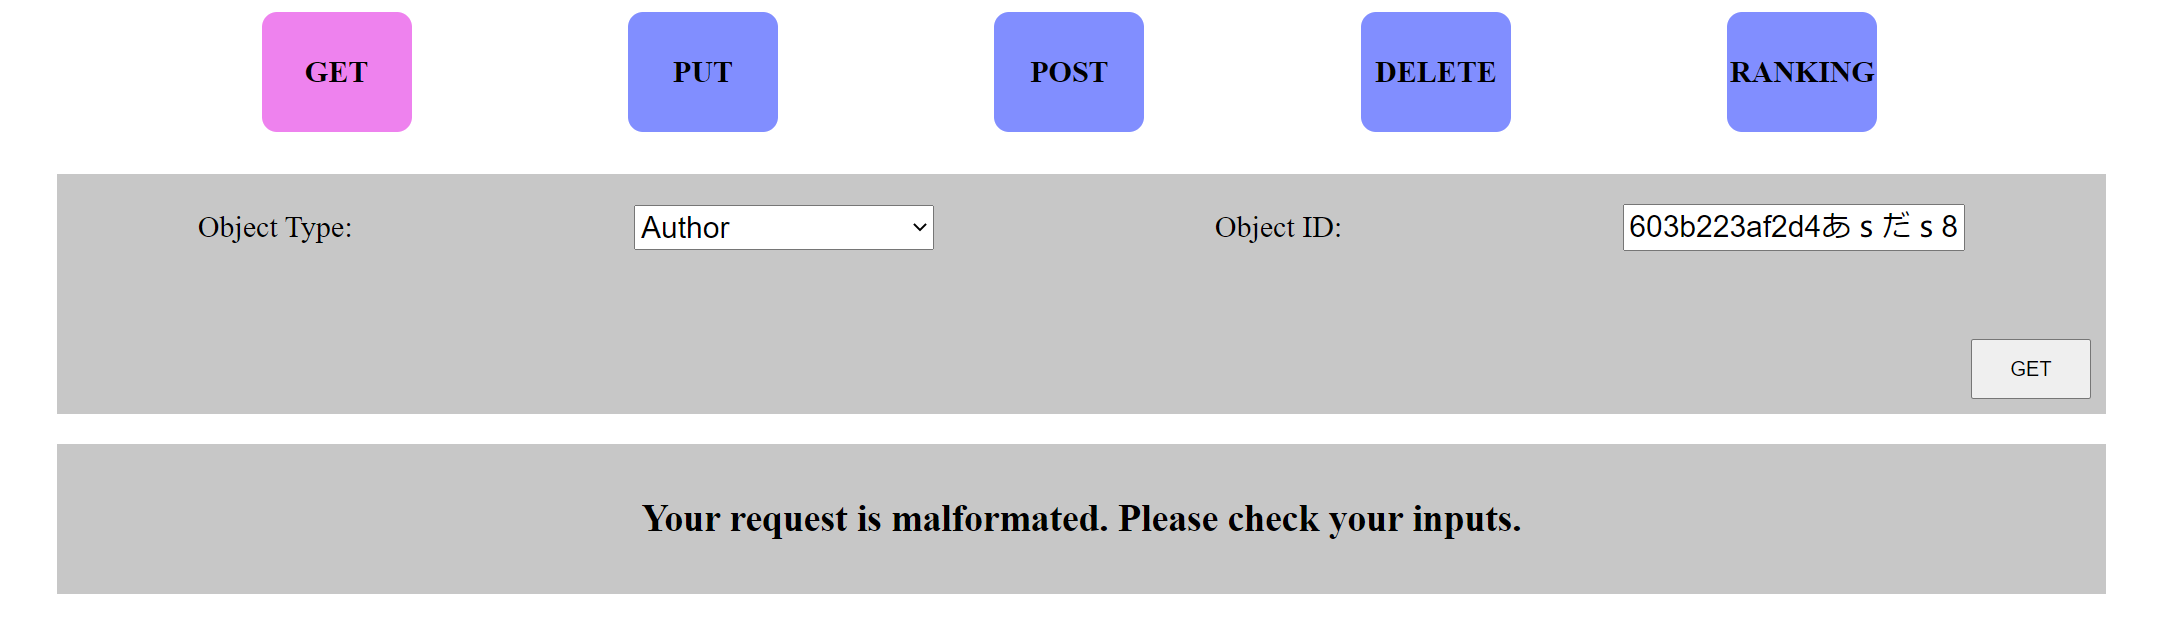 GET PUT POST DELETE RANKING
Object Type: Author Object ID: 603b223af2d4あｓだｓ8
GET
Your request is malformated. Please check your inputs.